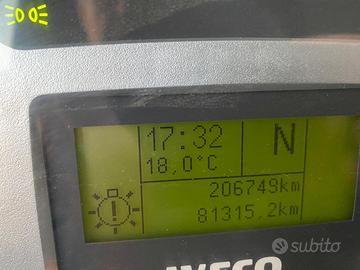 17:32
N
18,0°C
206749km
81315,2km
IVECO
subito